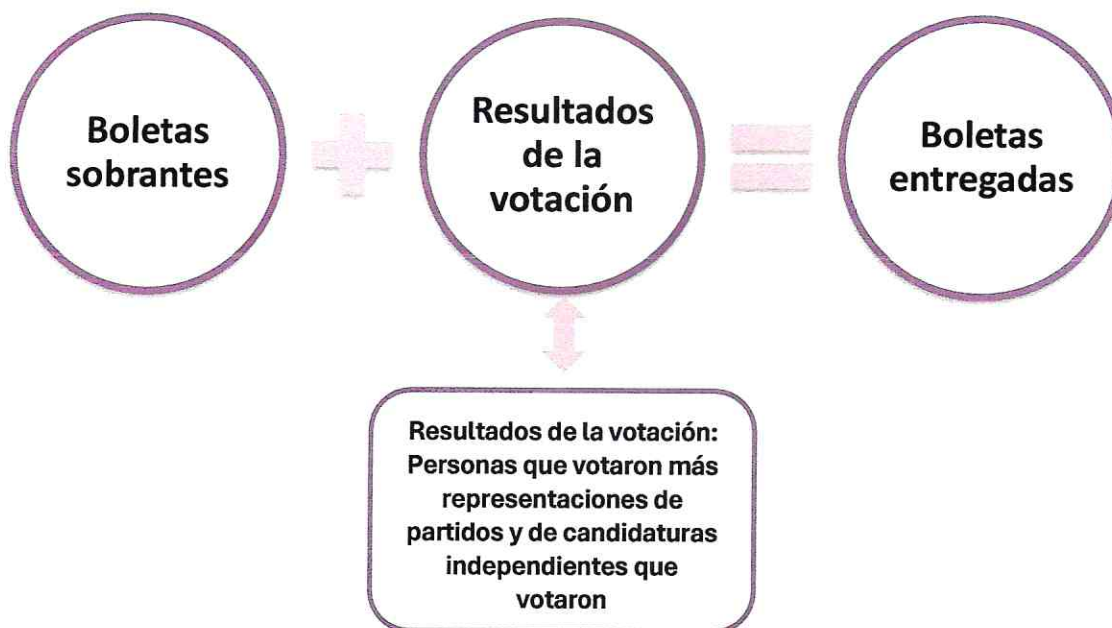 Boletas
sobrantes
Resultados
de la
votación
Boletas
entregadas
Resultados de la votación:
Personas que votaron más
representaciones de
partidos y de candidaturas
independientes que
votaron